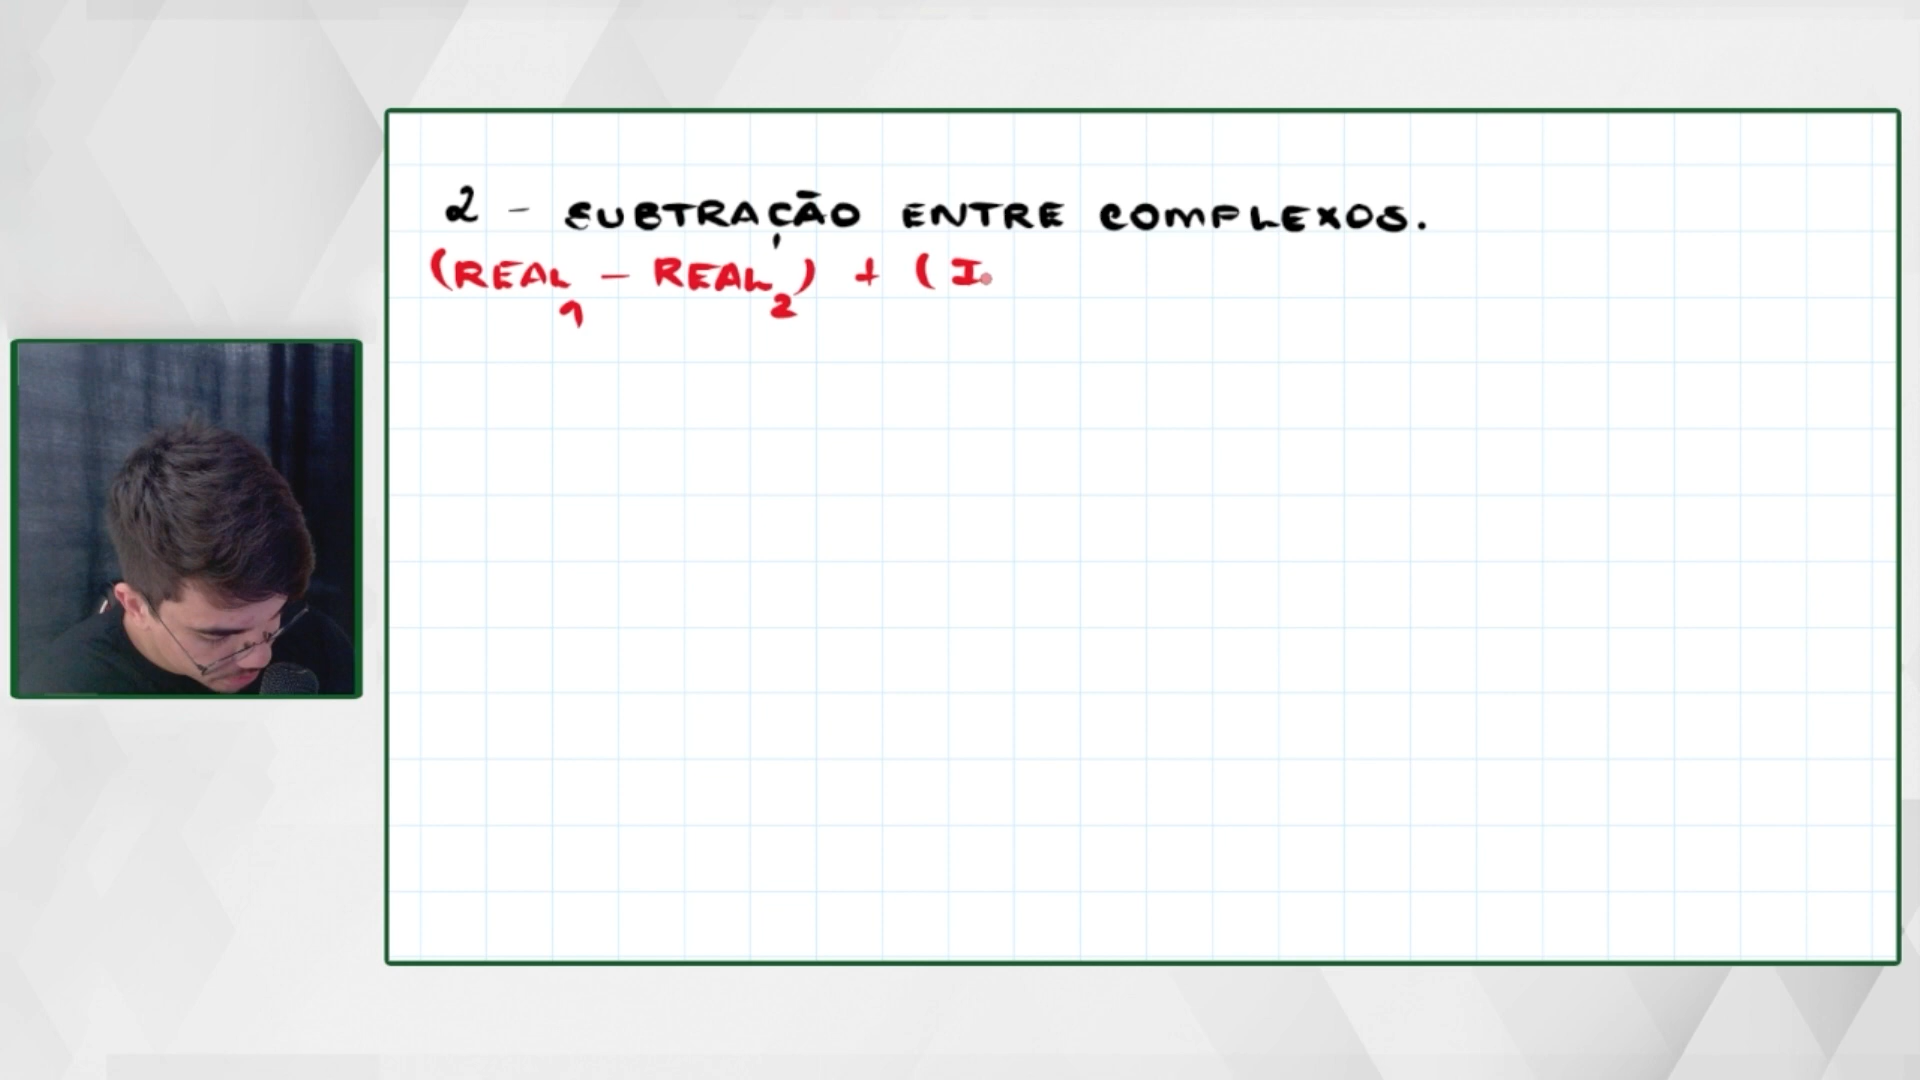 2 - SUBTRAÇÃO ENTRE COMPLEXOS.
(REAL₁ - REAL₂) + (I